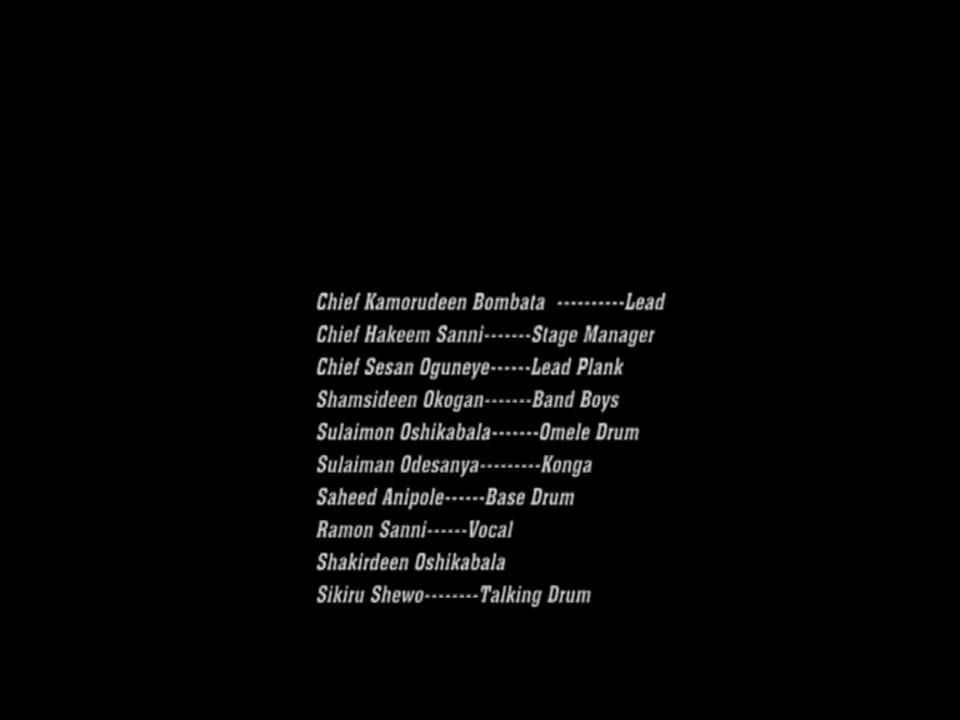 Chief Kamorudeen Bombata ----------Lead
Chief Hakeem Sanni-------Stage Manager
Chief Sesan Oguneye------Lead Plank
Shamsideen Okogan-------Band Boys
Sulaimon Oshikabala-------Omele Drum
Sulaiman Odesanya---------Konga
Saheed Anipole------Base Drum
Ramon Sanni------Vocal
Shakirdeen Oshikabala
Sikiru Shewo--------Talking Drum